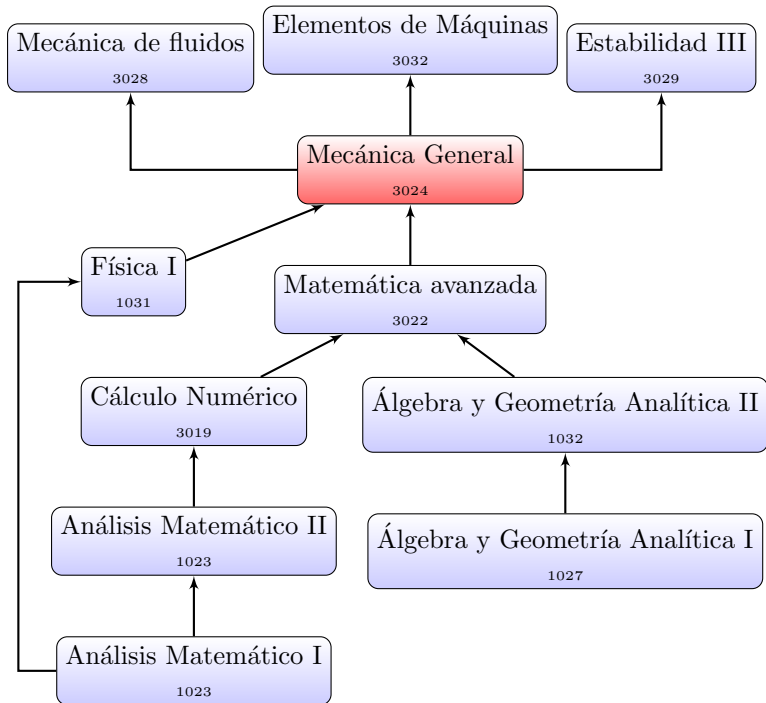 Mecánica de fluidos
3028
Elementos de Máquinas
3032
Estabilidad III
3029
Mecánica General
3024
Física I
1031
Matemática avanzada
3022
Cálculo Numérico
3019
Álgebra y Geometría Analítica II
1032
Análisis Matemático II
1023
Álgebra y Geometría Analítica I
1027
Análisis Matemático I
1023